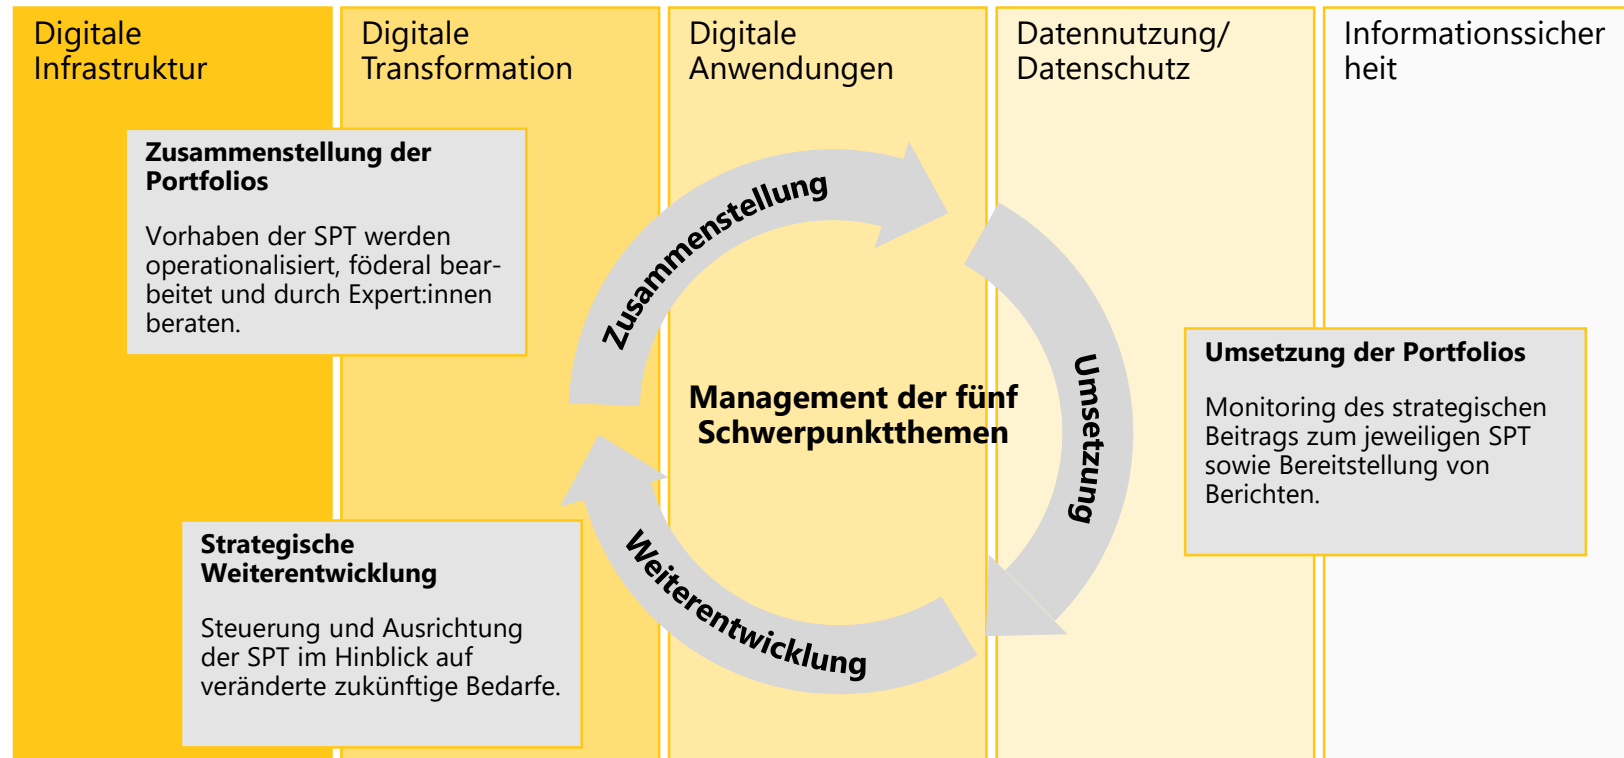 Digitale
Infrastruktur
Digitale
Transformation
Digitale
Anwendungen
Datennutzung/
Datenschutz
Informationssicher
heit
Zusammenstellung der
Portfolios
Vorhaben der SPT werden
operationalisiert, föderal bear-
beitet und durch Expert:innen
beraten.
Zusammenstellung
Umsetzung
Management der fünf
Schwerpunktthemen
Umsetzung der Portfolios
Monitoring des strategischen
Beitrags zum jeweiligen SPT
sowie Bereitstellung von
Berichten.
Weiterentwicklung
Strategische
Weiterentwicklung
Steuerung und Ausrichtung
der SPT im Hinblick auf
veränderte zukünftige Bedarfe.